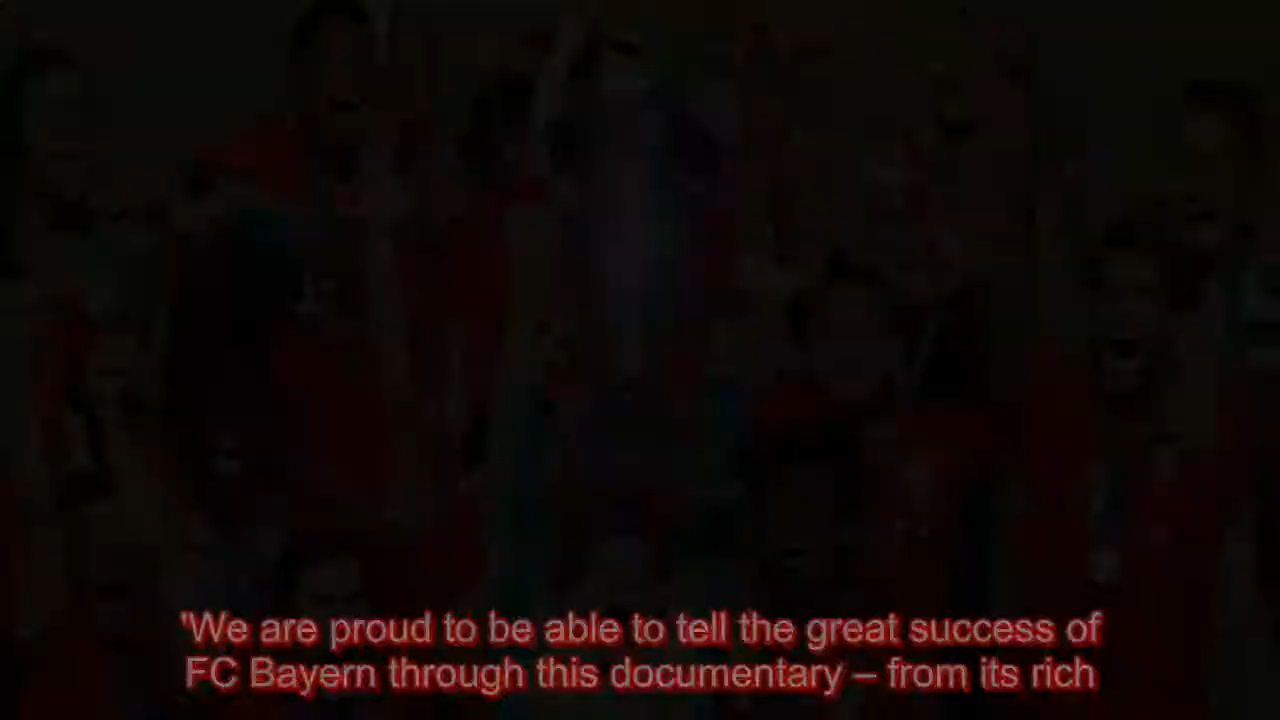 "We are proud to be able to tell the great success of
FC Bayern through this documentary – from its rich